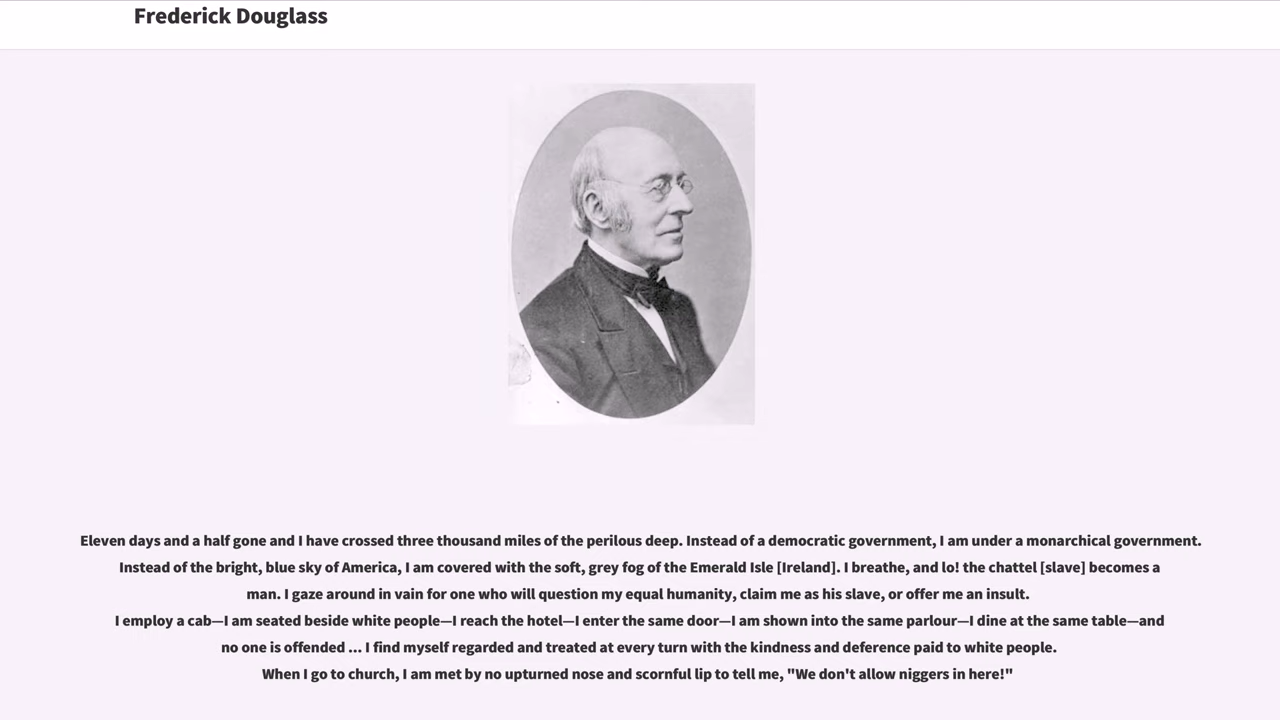 Frederick Douglass
Eleven days and a half gone and I have crossed three thousand miles of the perilous deep. Instead of a democratic government, I am under a monarchical government.
Instead of the bright, blue sky of America, I am covered with the soft, grey fog of the Emerald Isle [Ireland]. I breathe, and lo! the chattel [slave] becomes a
man. I gaze around in vain for one who will question my equal humanity, claim me as his slave, or offer me an insult.
I employ a cab—I am seated beside white people—I reach the hotel—I enter the same door—I am shown into the same parlour—I dine at the same table—and
no one is offended ... I find myself regarded and treated at every turn with the kindness and deference paid to white people.
When I go to church, I am met by no upturned nose and scornful lip to tell me, "We don't allow niggers in here!"